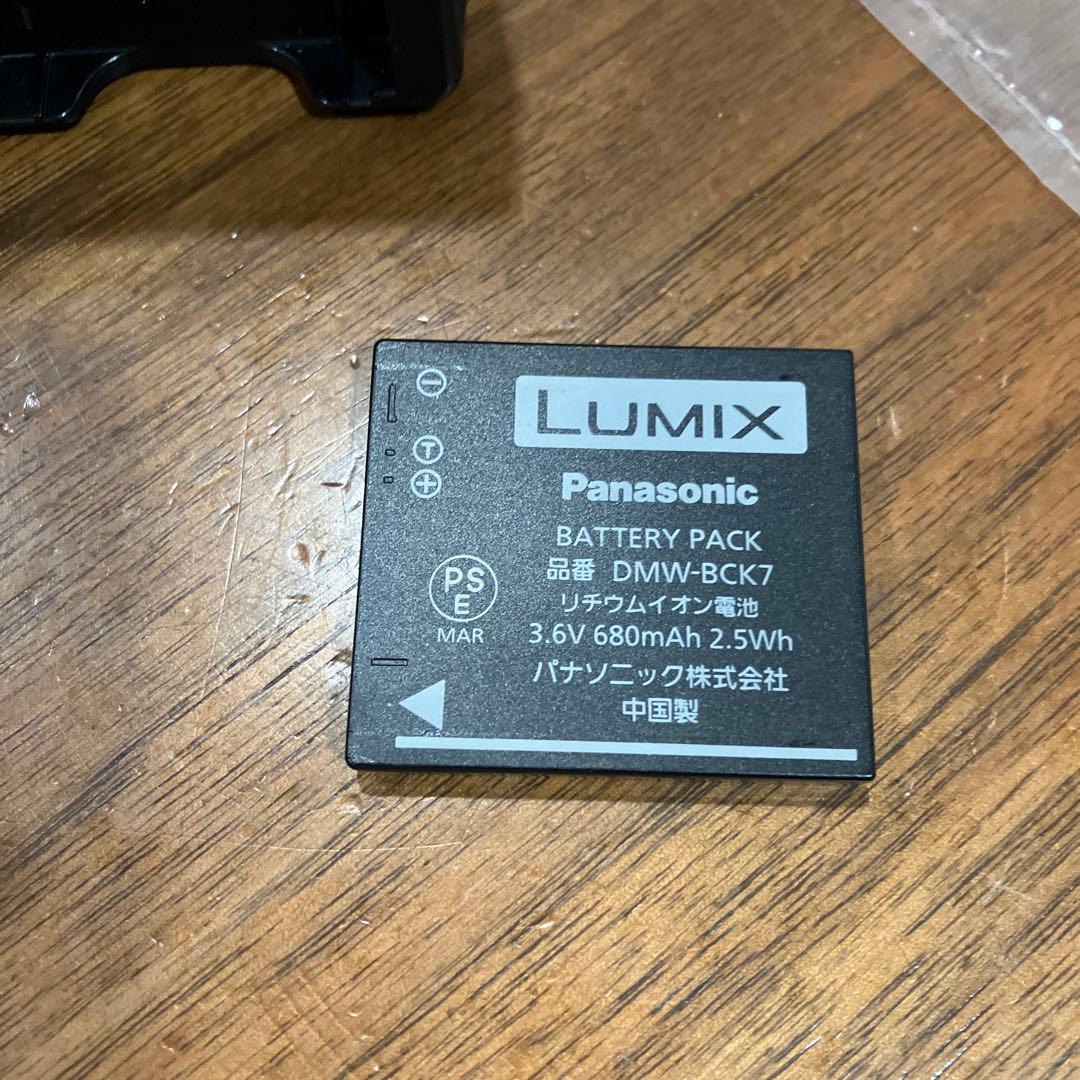 LUMIX
Panasonic
BATTERY PACK
品番 DMW-BCK7
リチウムイオン電池
3.6V 680mAh 2.5Wh
パナソニック株式会社
中国製
T
PS
E
MAR